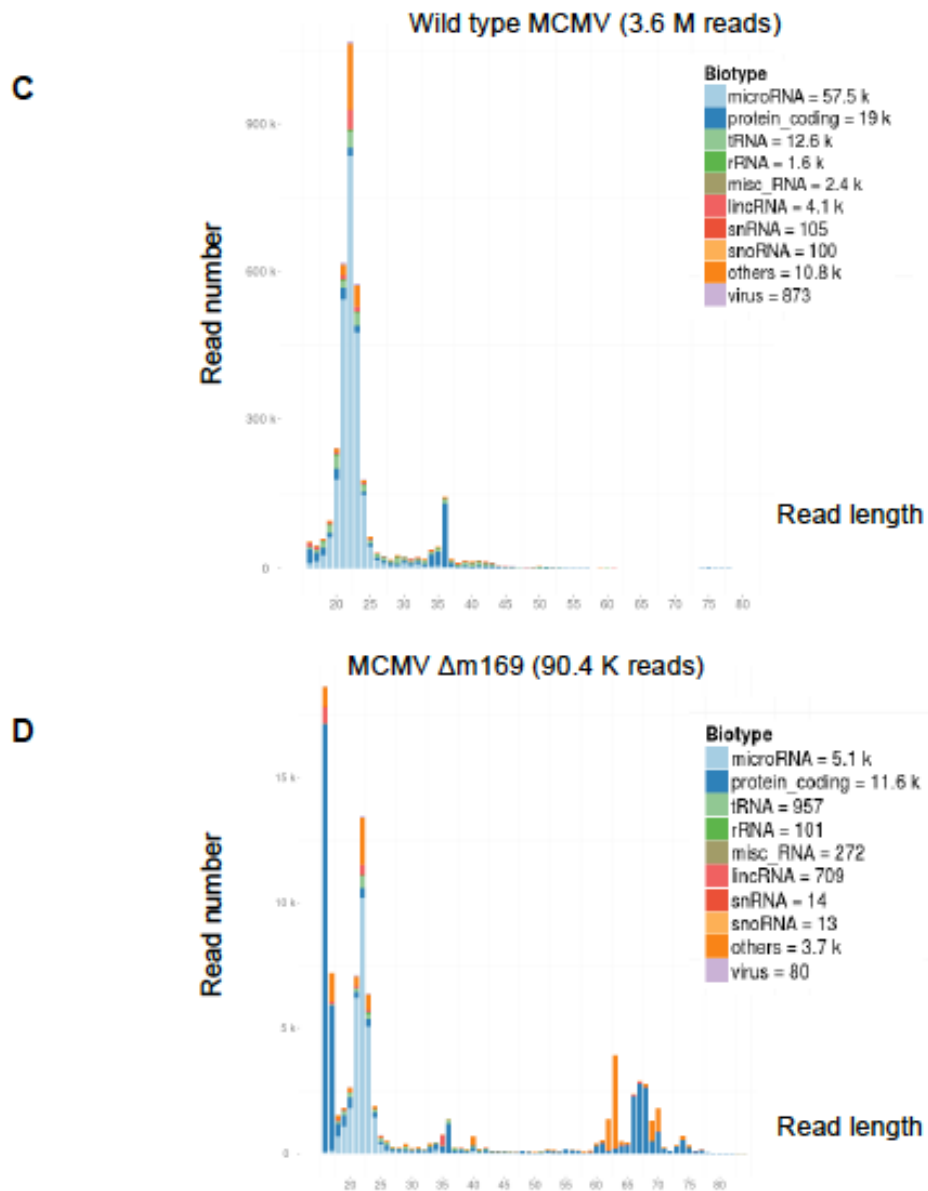 Wild type MCMV (3.6 M reads)
C
Biotype
microRNA = 57.5 k
protein_coding = 19 k
tRNA = 12.6 k
rRNA = 1.6 k
misc_RNA = 2.4 k
lincRNA = 4.1 k
snRNA = 105
snoRNA = 100
others = 10.8 k
virus = 873
900 k
600 k
300 k
0
Read number
Read length
20 25 30 35 40 45 50 55 60 65 70 75 80
MCMV Δm169 (90.4 K reads)
D
Biotype
microRNA = 5.1 k
protein_coding = 11.6 k
tRNA = 957
rRNA = 101
misc_RNA = 272
lincRNA = 709
snRNA = 14
snoRNA = 13
others = 3.7 k
virus = 80
15 k
10 k
5 k
0
Read number
Read length
20 25 30 35 40 45 50 55 60 65 70 75 80